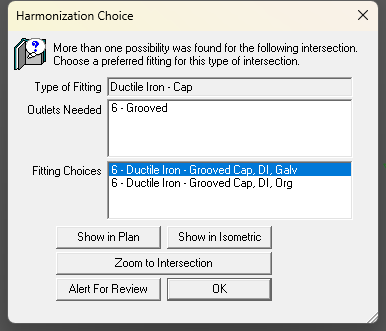 Harmonization Choice
More than one possibility was found for the following intersection.
Choose a preferred fitting for this type of intersection.
Type of Fitting Ductile Iron - Cap
Outlets Needed 6 - Grooved
Fitting Choices 6 - Ductile Iron - Grooved Cap, DI, Galv
6 - Ductile Iron - Grooved Cap, DI, Org
Show in Plan Show in Isometric
Zoom to Intersection
Alert For Review OK